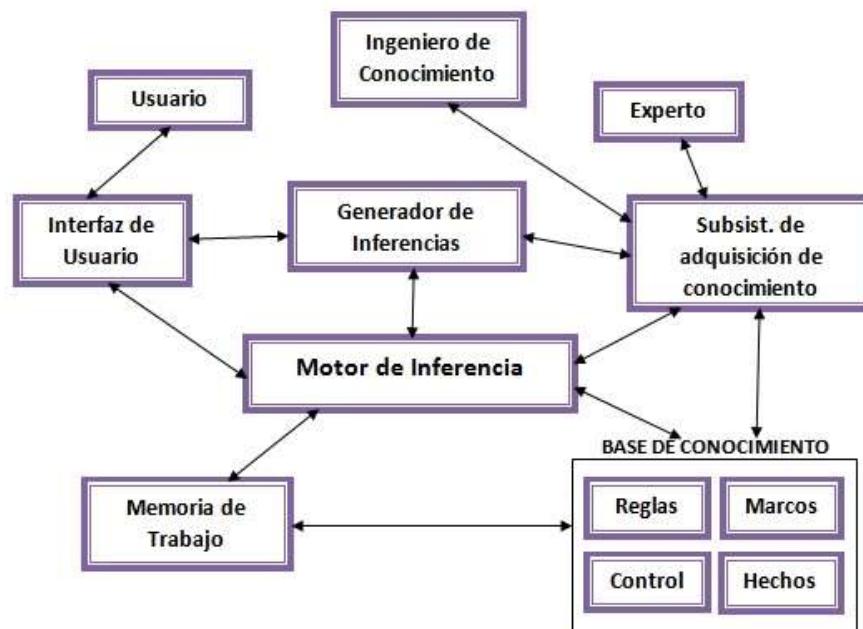 Ingeniero de
Conocimiento
Usuario
Experto
Interfaz de
Usuario
Generador de
Inferencias
Subsist. de
adquisición de
conocimiento
Motor de Inferencia
BASE DE CONOCIMIENTO
Memoria de
Trabajo
Reglas
Marcos
Control
Hechos